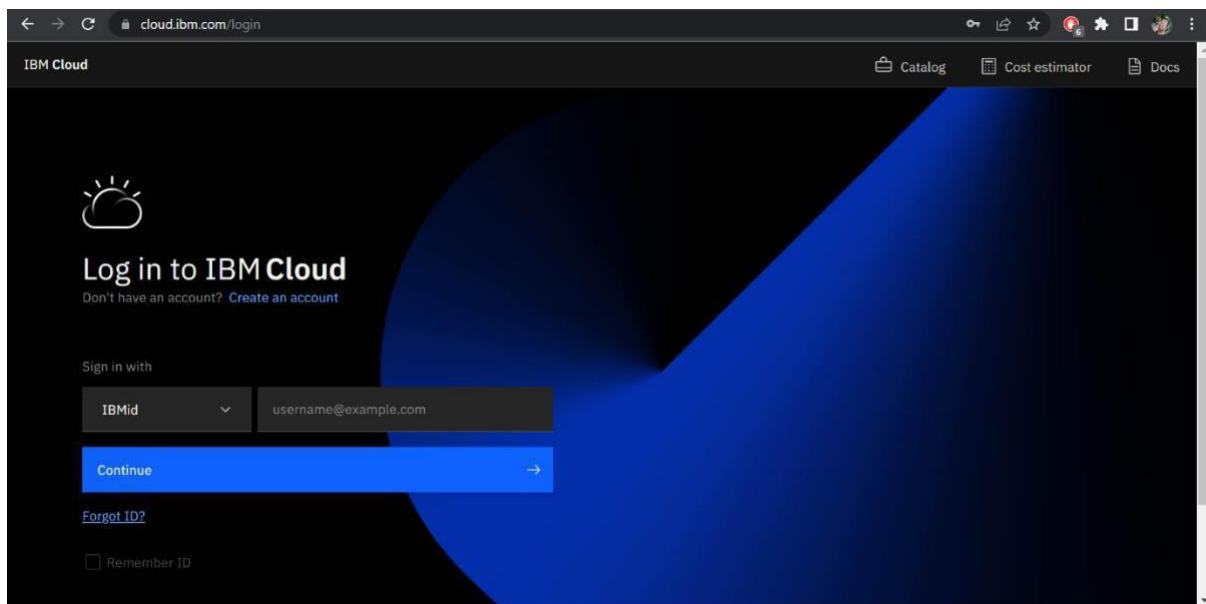 cloud.ibm.com/login
6
IBM Cloud
Catalog
Cost estimator
Docs
Log in to IBM Cloud
Don't have an account? Create an account
Sign in with
IBMid
username@example.com
Continue
Forgot ID?
Remember ID